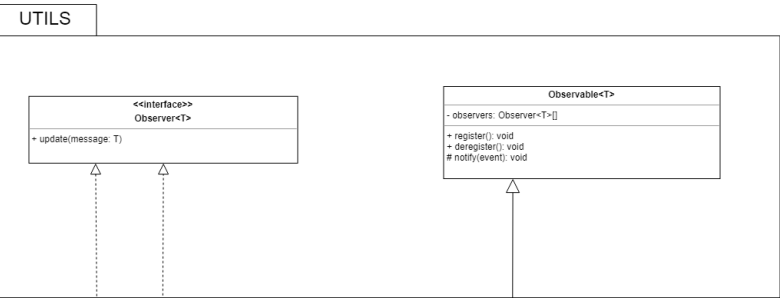 UTILS
<<interface>>
Observer<T>
+ update(message: T)
Observable<T>
- observers: Observer<T>[]
+ register(): void
+ deregister(): void
# notify(event): void